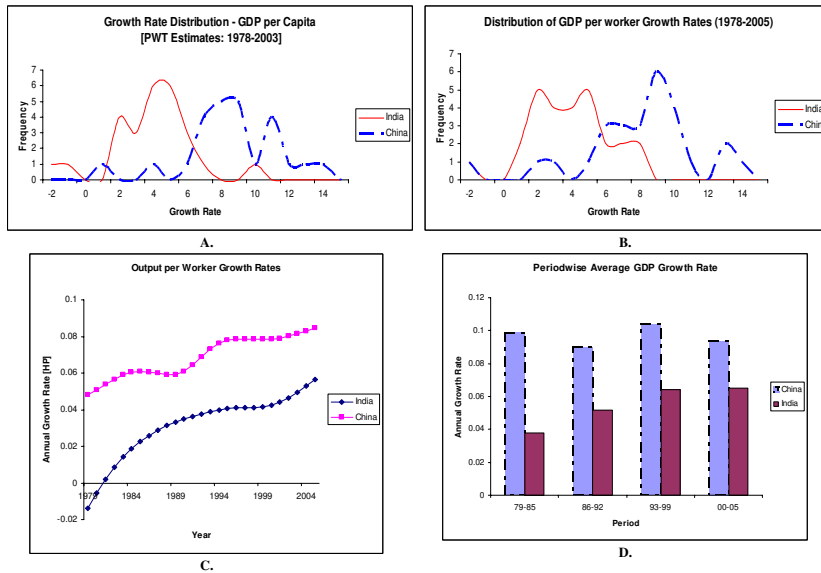 Growth Rate Distribution - GDP per Capita
[PWT Estimates: 1978-2003]
Frequency
7
6
5
4
3
2
1
0
-2 0 2 4 6 8 10 12 14
Growth Rate
India
China
A.
Distribution of GDP per worker Growth Rates (1978-2005)
Frequency
7
6
5
4
3
2
1
0
-2 0 2 4 6 8 10 12 14
Growth Rate
India
China
B.
Output per Worker Growth Rates
Annual Growth Rate [HP]
0.1
0.08
0.06
0.04
0.02
0
-0.02
1979 1984 1989 1994 1999 2004
Year
India
China
C.
Periodwise Average GDP Growth Rate
Annual Growth Rate
0.12
0.1
0.08
0.06
0.04
0.02
0
79-85 86-92 93-99 00-05
Period
China
India
D.